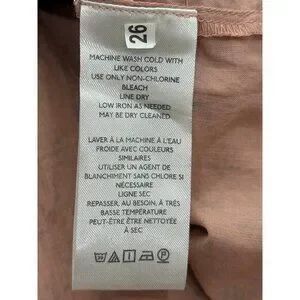 26
MACHINE WASH COLD WITH
LIKE COLORS
USE ONLY NON-CHLORINE
BLEACH
LINE DRY
LOW IRON AS NEEDED
MAY BE DRY CLEANED
LAVER À LA MACHINE À L'EAU
FROIDE AVEC COULEURS
SIMILAIRES
UTILISER UN AGENT DE
BLANCHIMENT SANS CHLORE SI
NÉCESSAIRE
LIGNE SEC
REPASSER, AU BESOIN, À TRÈS
BASSE TEMPÉRATURE
PEUT-ÊTRE ÊTRE NETTOYÉE
À SEC